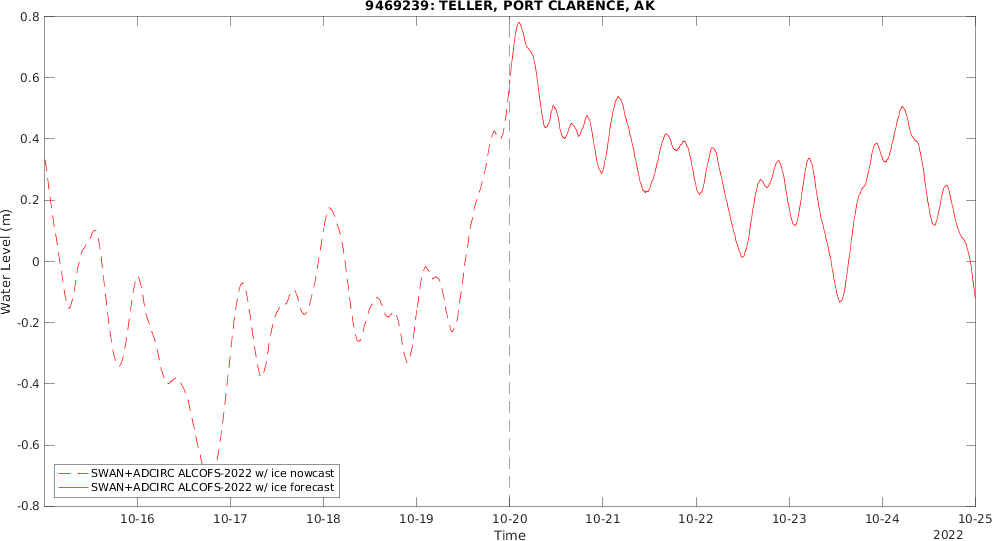 9469239: TELLER, PORT CLARENCE, AK
0.8
0.6
0.4
0.2
0
-0.2
-0.4
-0.6
-0.8
Water Level (m)
SWAN+ADCIRC ALCOFS-2022 w/ ice nowcast
SWAN+ADCIRC ALCOFS-2022 w/ ice forecast
10-16 10-17 10-18 10-19 10-20 10-21 10-22 10-23 10-24 10-25
Time
2022